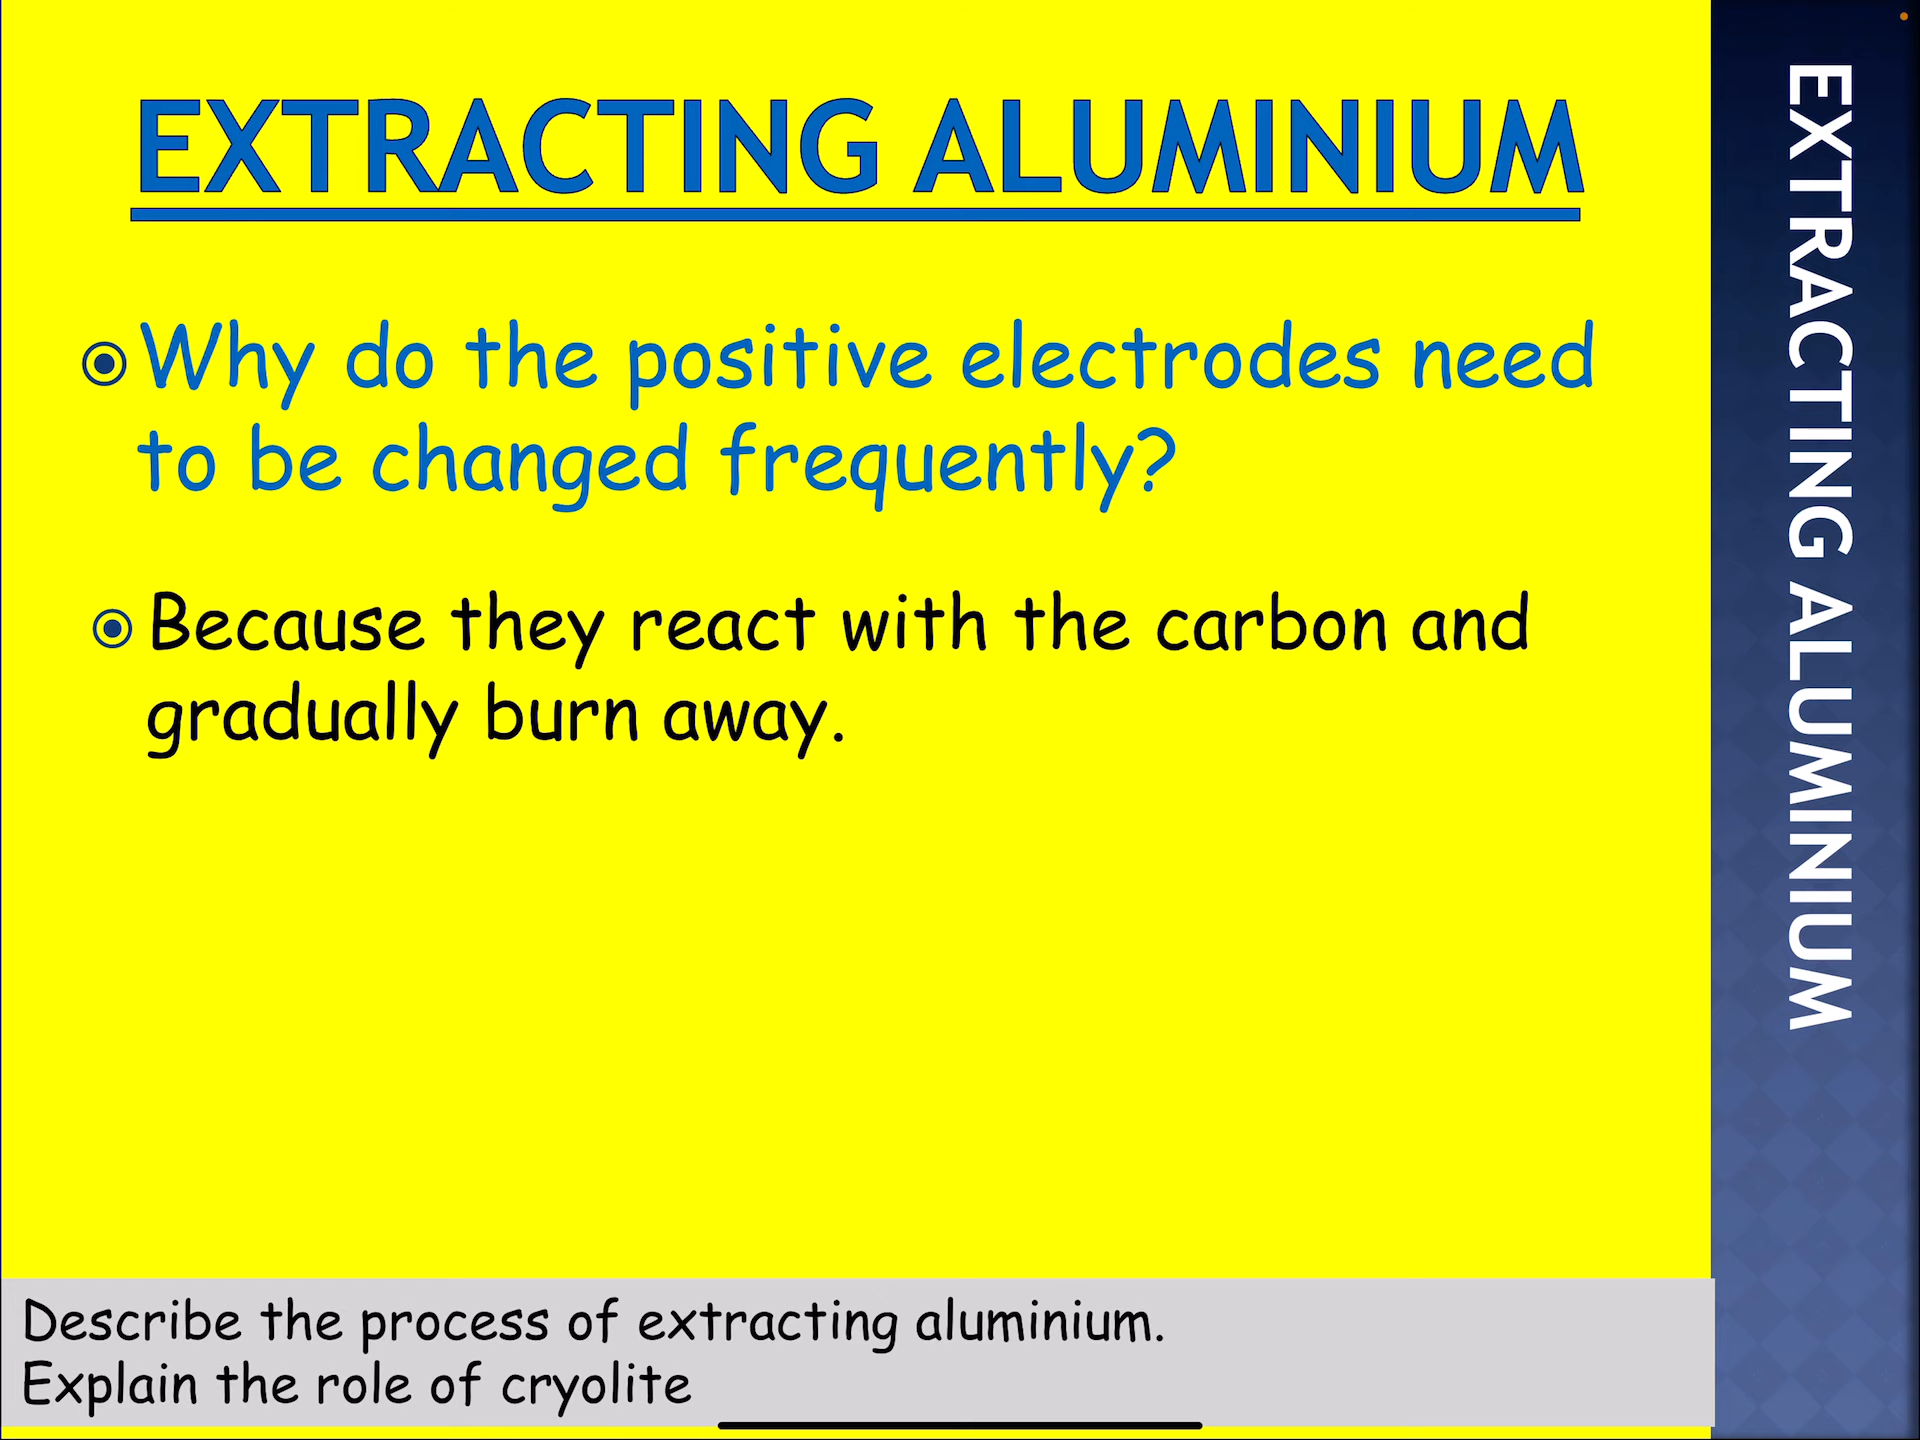 EXTRACTING ALUMINIUM
Why do the positive electrodes need
to be changed frequently?
Because they react with the carbon and
gradually burn away.
Describe the process of extracting aluminium.
Explain the role of cryolite
EXTRACTING ALUMINIUM